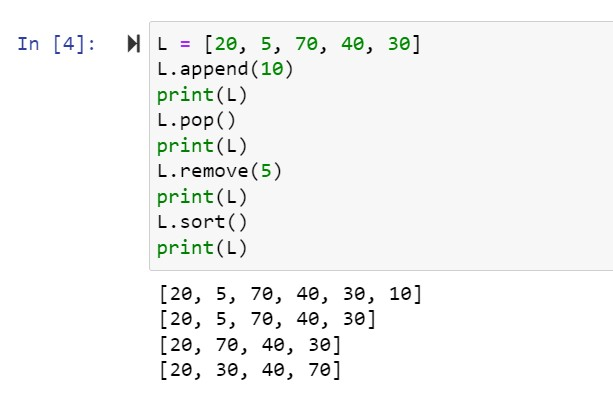 In [4]: L = [20, 5, 70, 40, 30]
L.append(10)
print(L)
L.pop()
print(L)
L.remove(5)
print(L)
L.sort()
print(L)
[20, 5, 70, 40, 30, 10]
[20, 5, 70, 40, 30]
[20, 70, 40, 30]
[20, 30, 40, 70]